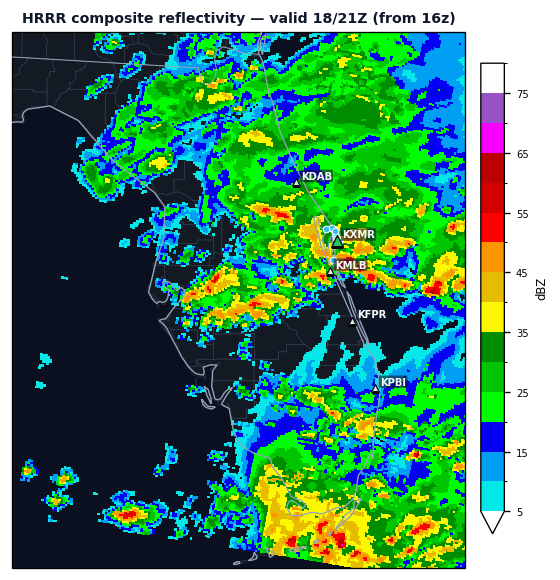 HRRR composite reflectivity — valid 18/21Z (from 16z)
KDAB
KXMR
KMLB
KFPR
KPBI
75
65
55
45
35
25
15
5
dBZ